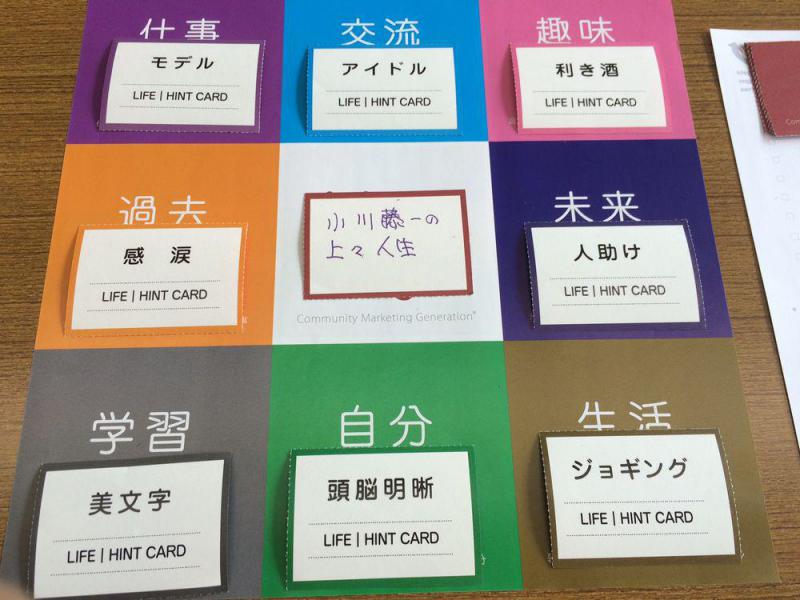 仕事
モデル
LIFE | HINT CARD
交流
アイドル
LIFE | HINT CARD
趣味
利き酒
LIFE | HINT CARD
過去
感涙
LIFE | HINT CARD
小川藤一の
上々人生
Community Marketing Generation®
未来
人助け
LIFE | HINT CARD
学習
美文字
LIFE | HINT CARD
自分
頭脳明晰
LIFE | HINT CARD
生活
ジョギング
LIFE | HINT CARD